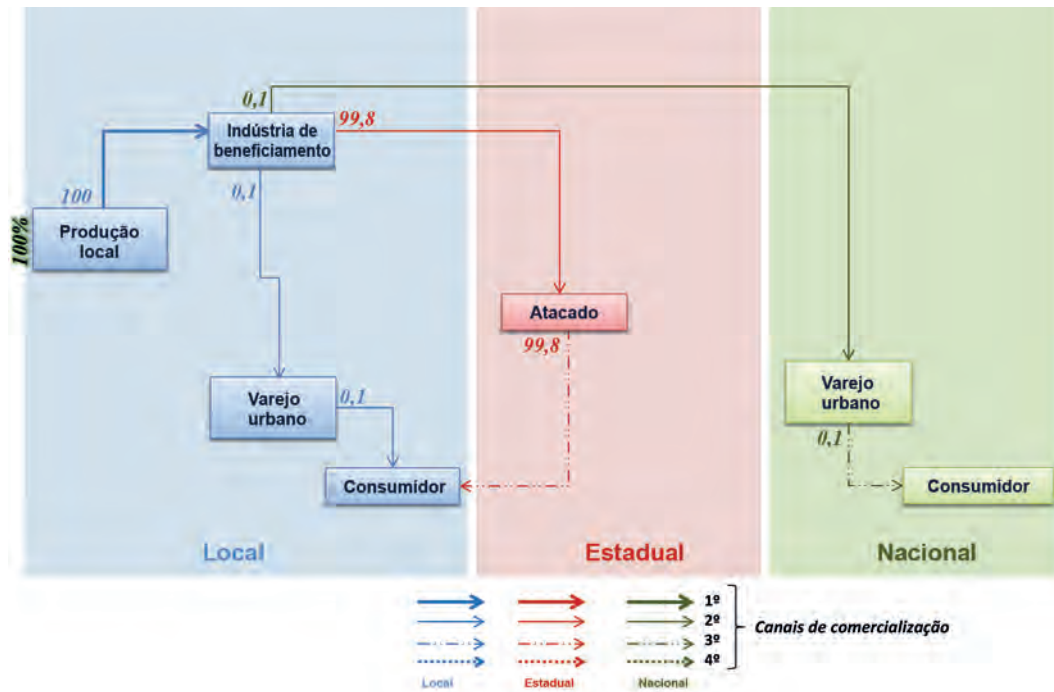 0,1
Indústria de
beneficiamento
99,8
100
0,1
100%
Produção
local
Atacado
99,8
Varejo
urbano
0,1
Varejo
urbano
0,1
Consumidor
Consumidor
Local
Estadual
Nacional
1º
2º
3º
4º
Canais de comercialização
Local
Estadual
Nacional